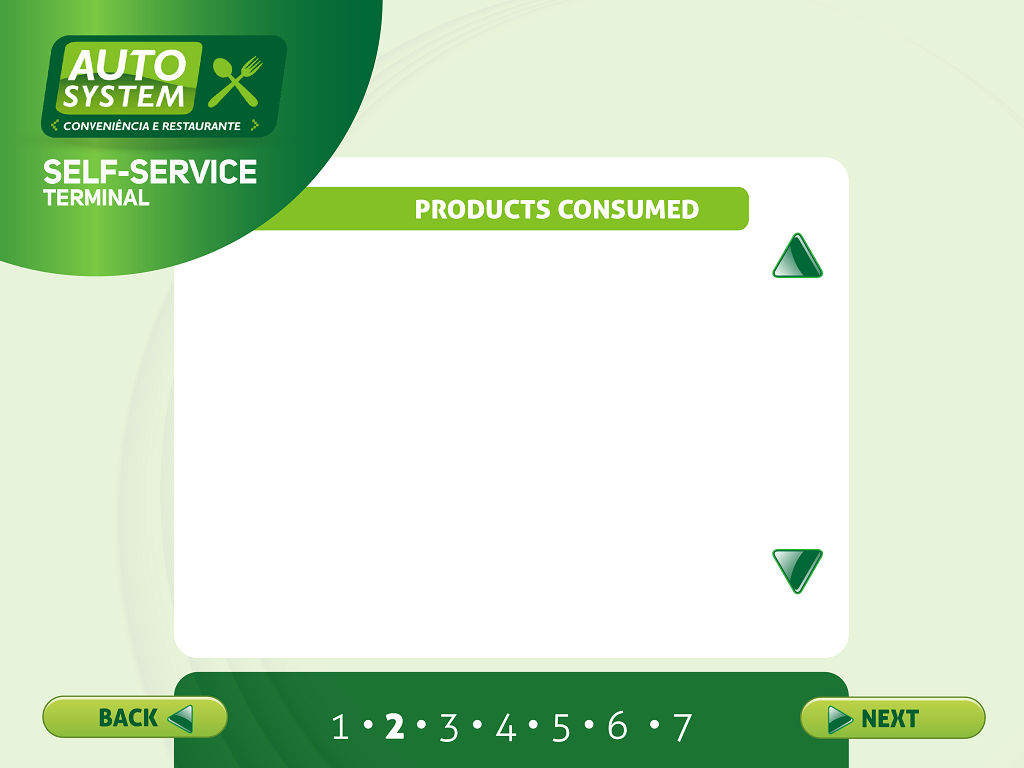 AUTO
SYSTEM
CONVENIÊNCIA E RESTAURANTE
SELF-SERVICE
TERMINAL
PRODUCTS CONSUMED
BACK
1 • 2 • 3 • 4 • 5 • 6 • 7
NEXT